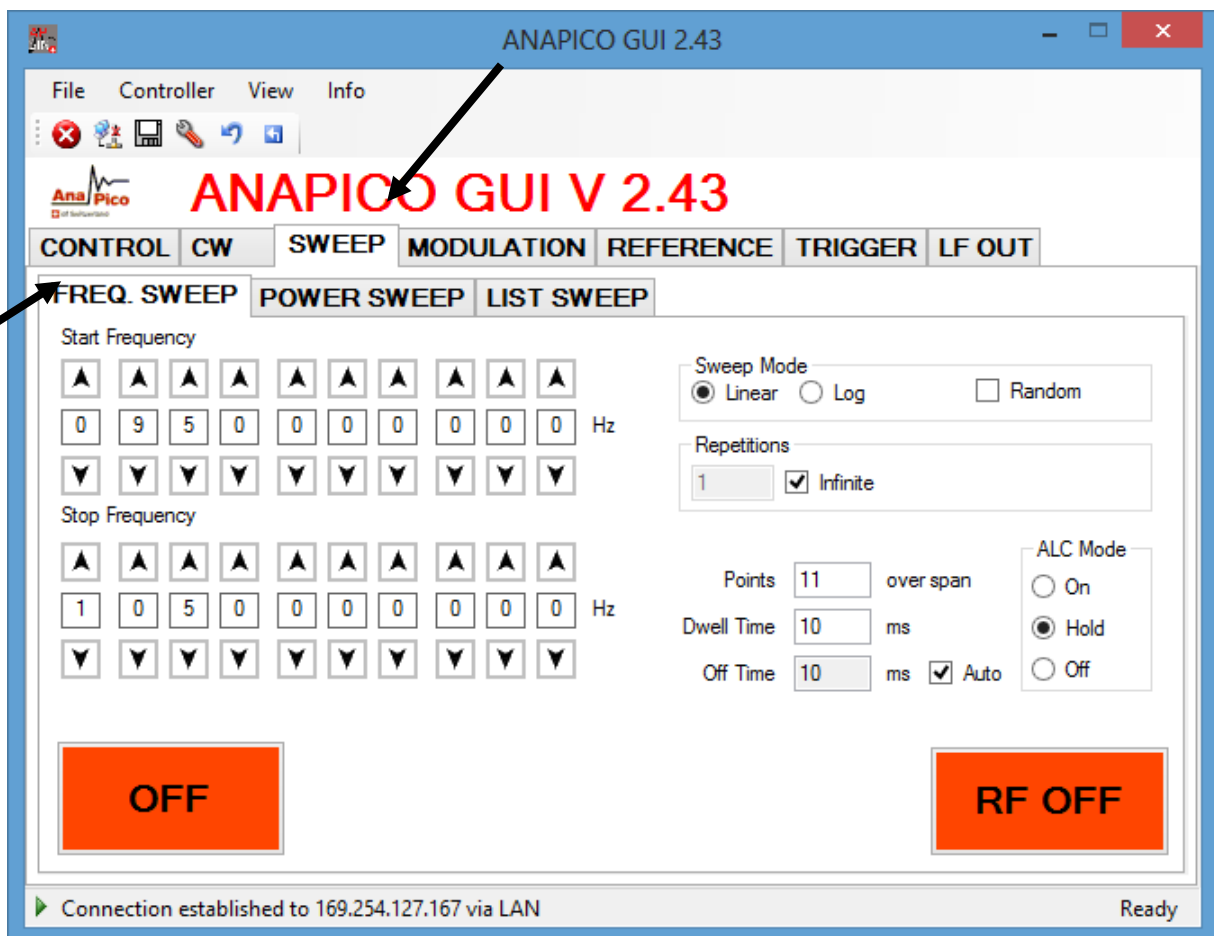 ANAPICO GUI 2.43
File Controller View Info
Ana Pico
ANAPICO GUI V 2.43
CONTROL CW SWEEP MODULATION REFERENCE TRIGGER LF OUT
FREQ. SWEEP POWER SWEEP LIST SWEEP
Start Frequency
0 9 5 0 0 0 0 0 0 0 Hz
Stop Frequency
1 0 5 0 0 0 0 0 0 0 Hz
Sweep Mode
Linear Log Random
Repetitions
1 Infinite
Points 11 over span
Dwell Time 10 ms
Off Time 10 ms Auto
ALC Mode
On
Hold
Off
OFF
RF OFF
Connection established to 169.254.127.167 via LAN Ready